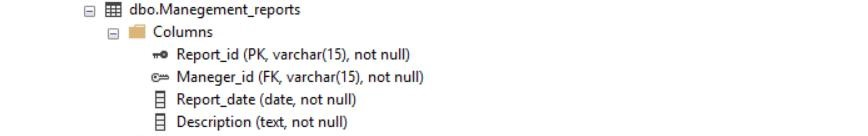 dbo.Manegement_reports
Columns
Report_id (PK, varchar(15), not null)
Maneger_id (FK, varchar(15), not null)
Report_date (date, not null)
Description (text, not null)